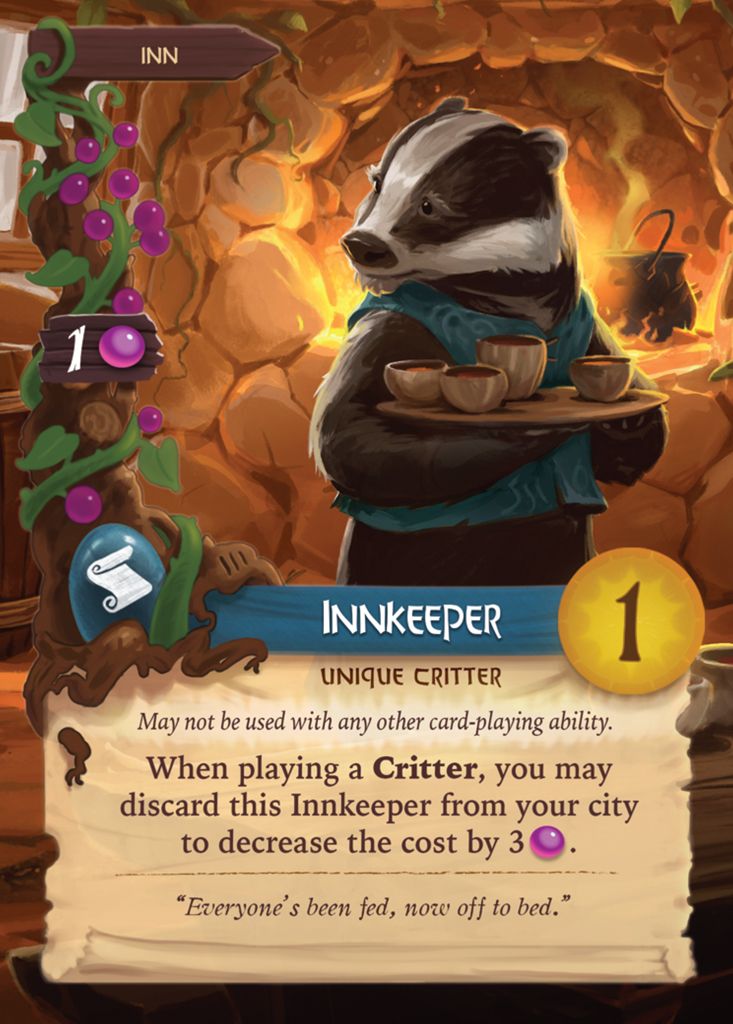 INN
1
INNKEEPER
1
UNIQUE CRITTER
May not be used with any other card-playing ability.
When playing a Critter, you may
discard this Innkeeper from your city
to decrease the cost by 3 .
“Everyone’s been fed, now off to bed.”